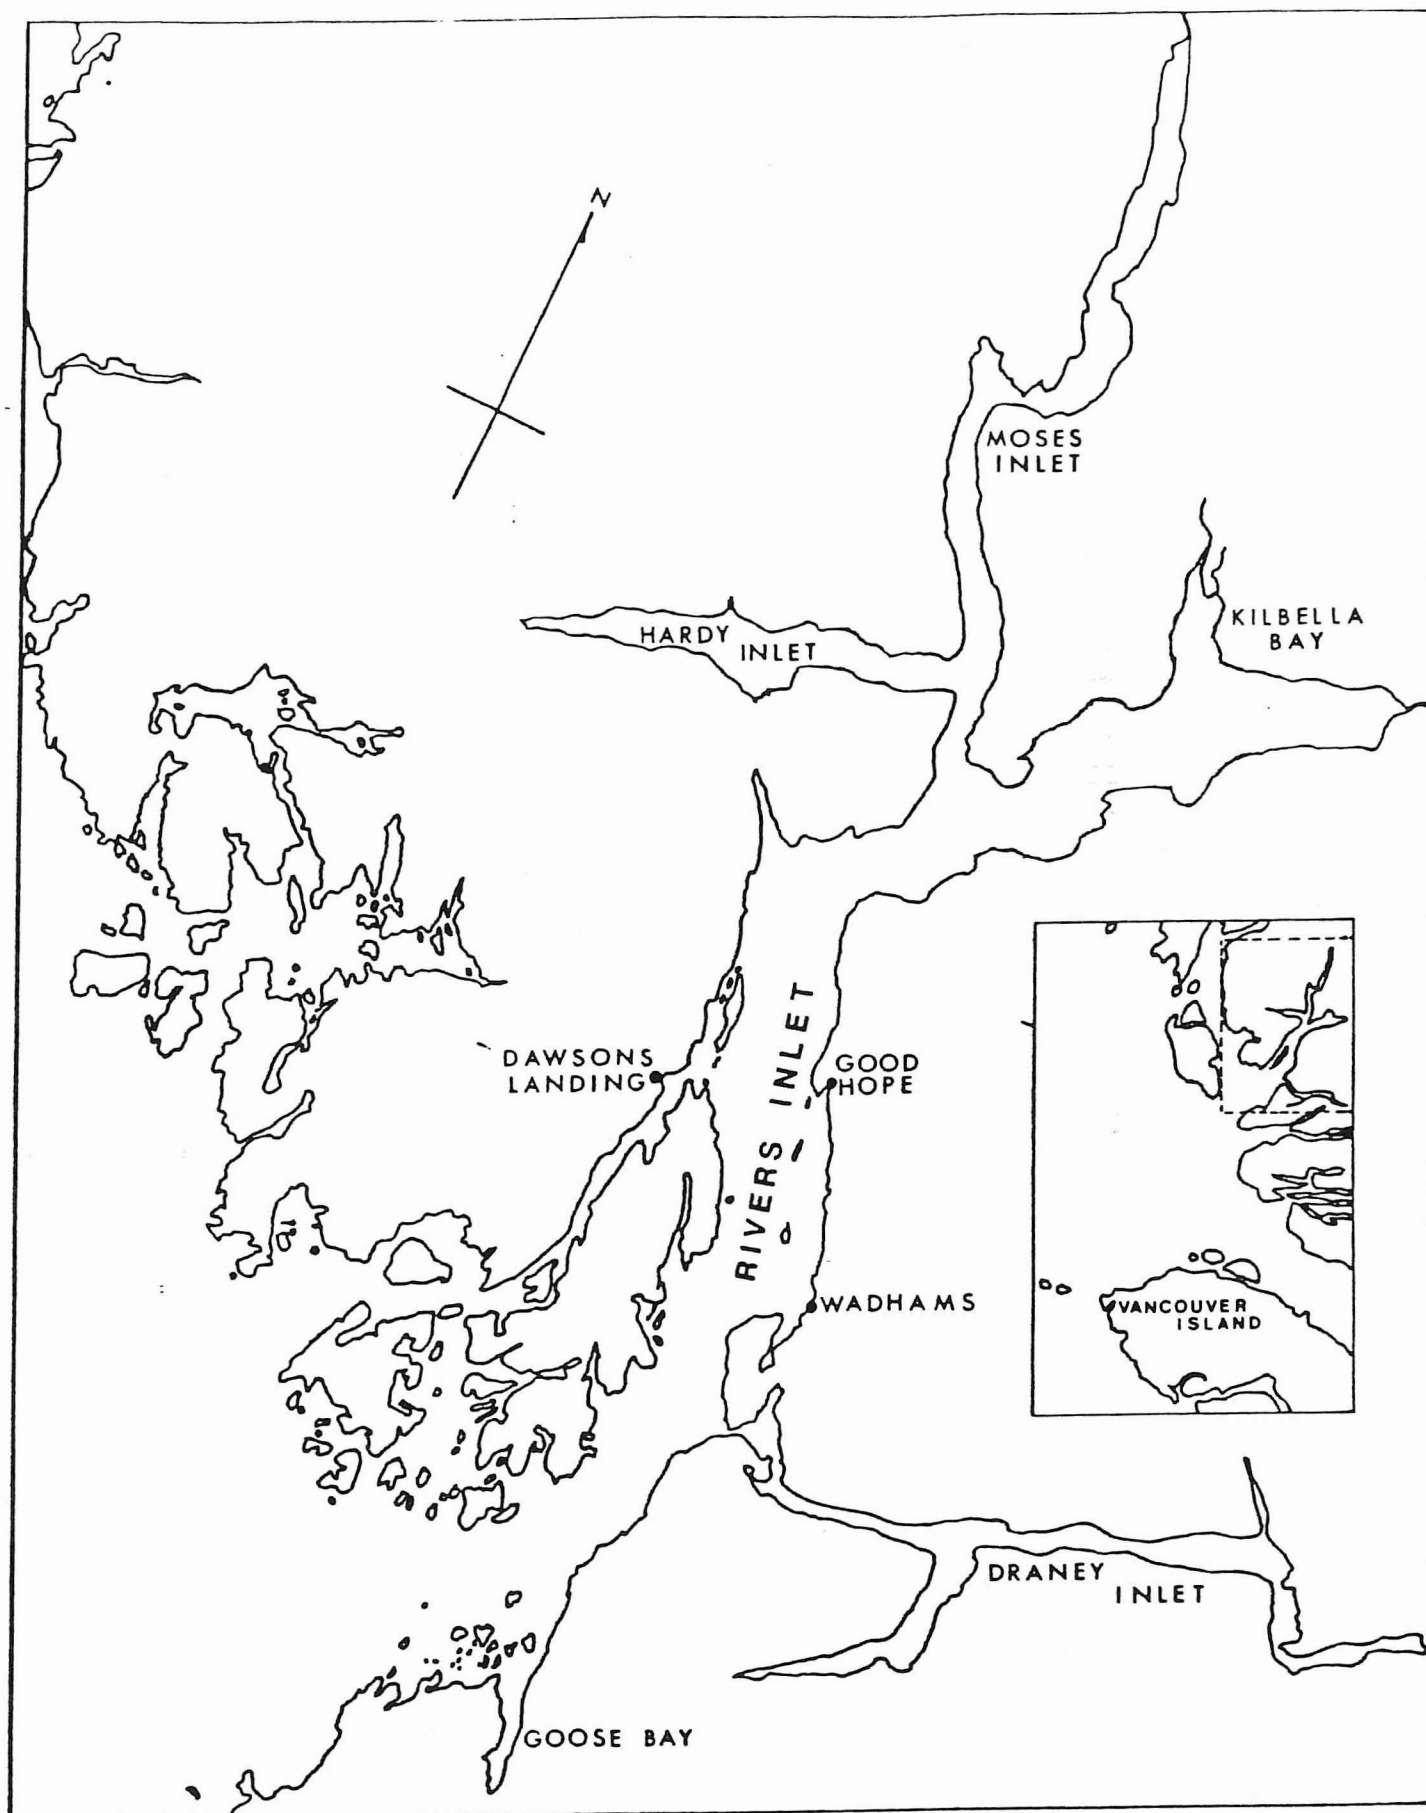 N
MOSES
INLET
KILBELLA
BAY
HARDY
INLET
DAWSONS
LANDING
GOOD
HOPE
RIVERS INLET
WADHAMS
VANCOUVER
ISLAND
DRANEY
INLET
GOOSE BAY